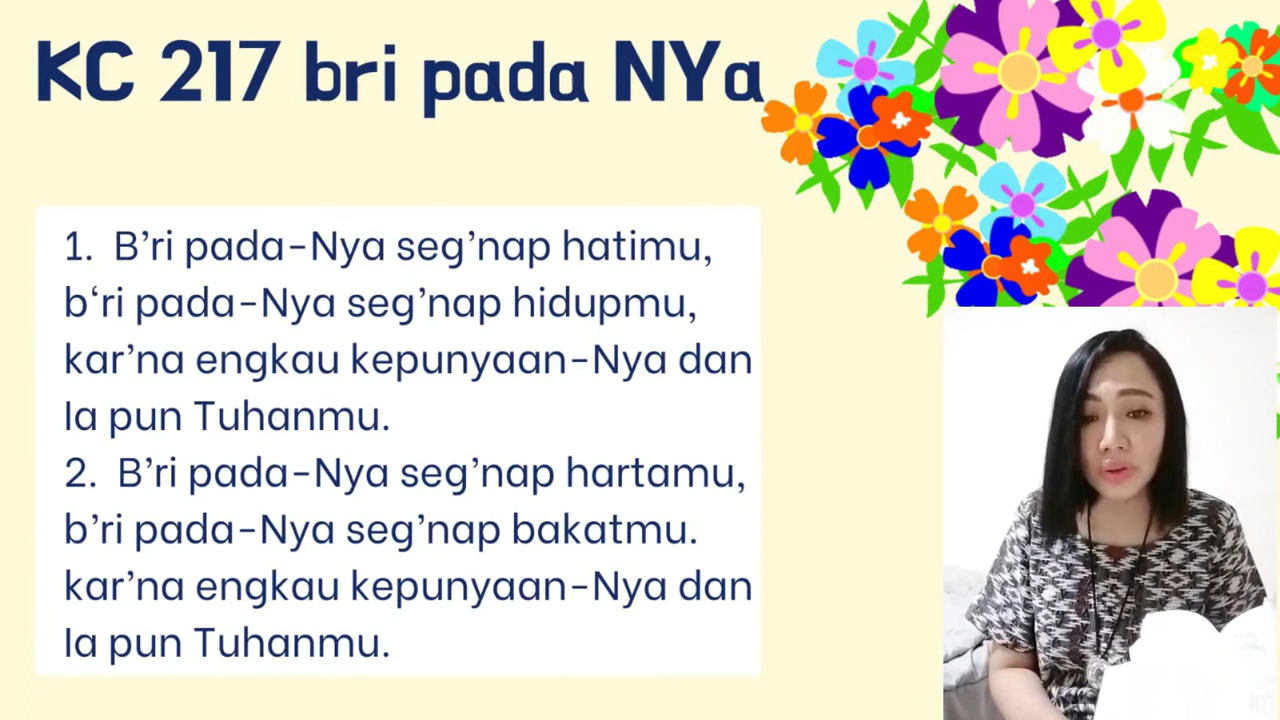 KC 217 bri pada NYa
1. B’ri pada-Nya seg’nap hatimu,
b‘ri pada-Nya seg’nap hidupmu,
kar’na engkau kepunyaan-Nya dan
Ia pun Tuhanmu.
2. B’ri pada-Nya seg’nap hartamu,
b’ri pada-Nya seg’nap bakatmu.
kar’na engkau kepunyaan-Nya dan
Ia pun Tuhanmu.